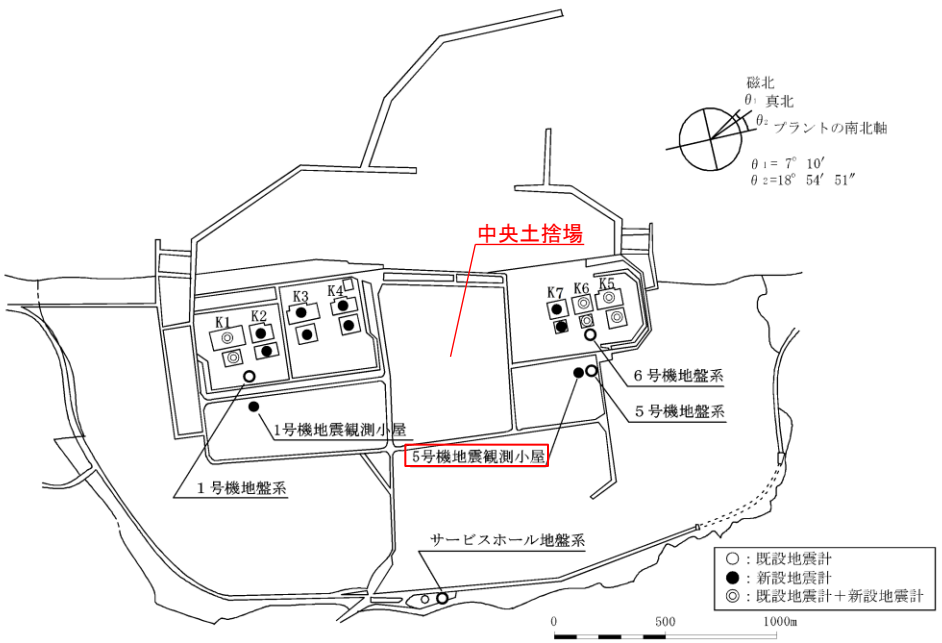 磁北
θ₁ 真北
θ₂ プラントの南北軸
θ₁= 7° 10′
θ₂=18° 54′ 51″
中央土捨場
K1
K2
K3
K4
K7
K6
K5
6号機地盤系
5号機地盤系
1号機地震観測小屋
5号機地震観測小屋
1号機地盤系
サービスホール地盤系
○:既設地震計
●:新設地震計
◎:既設地震計+新設地震計
0 500 1000m